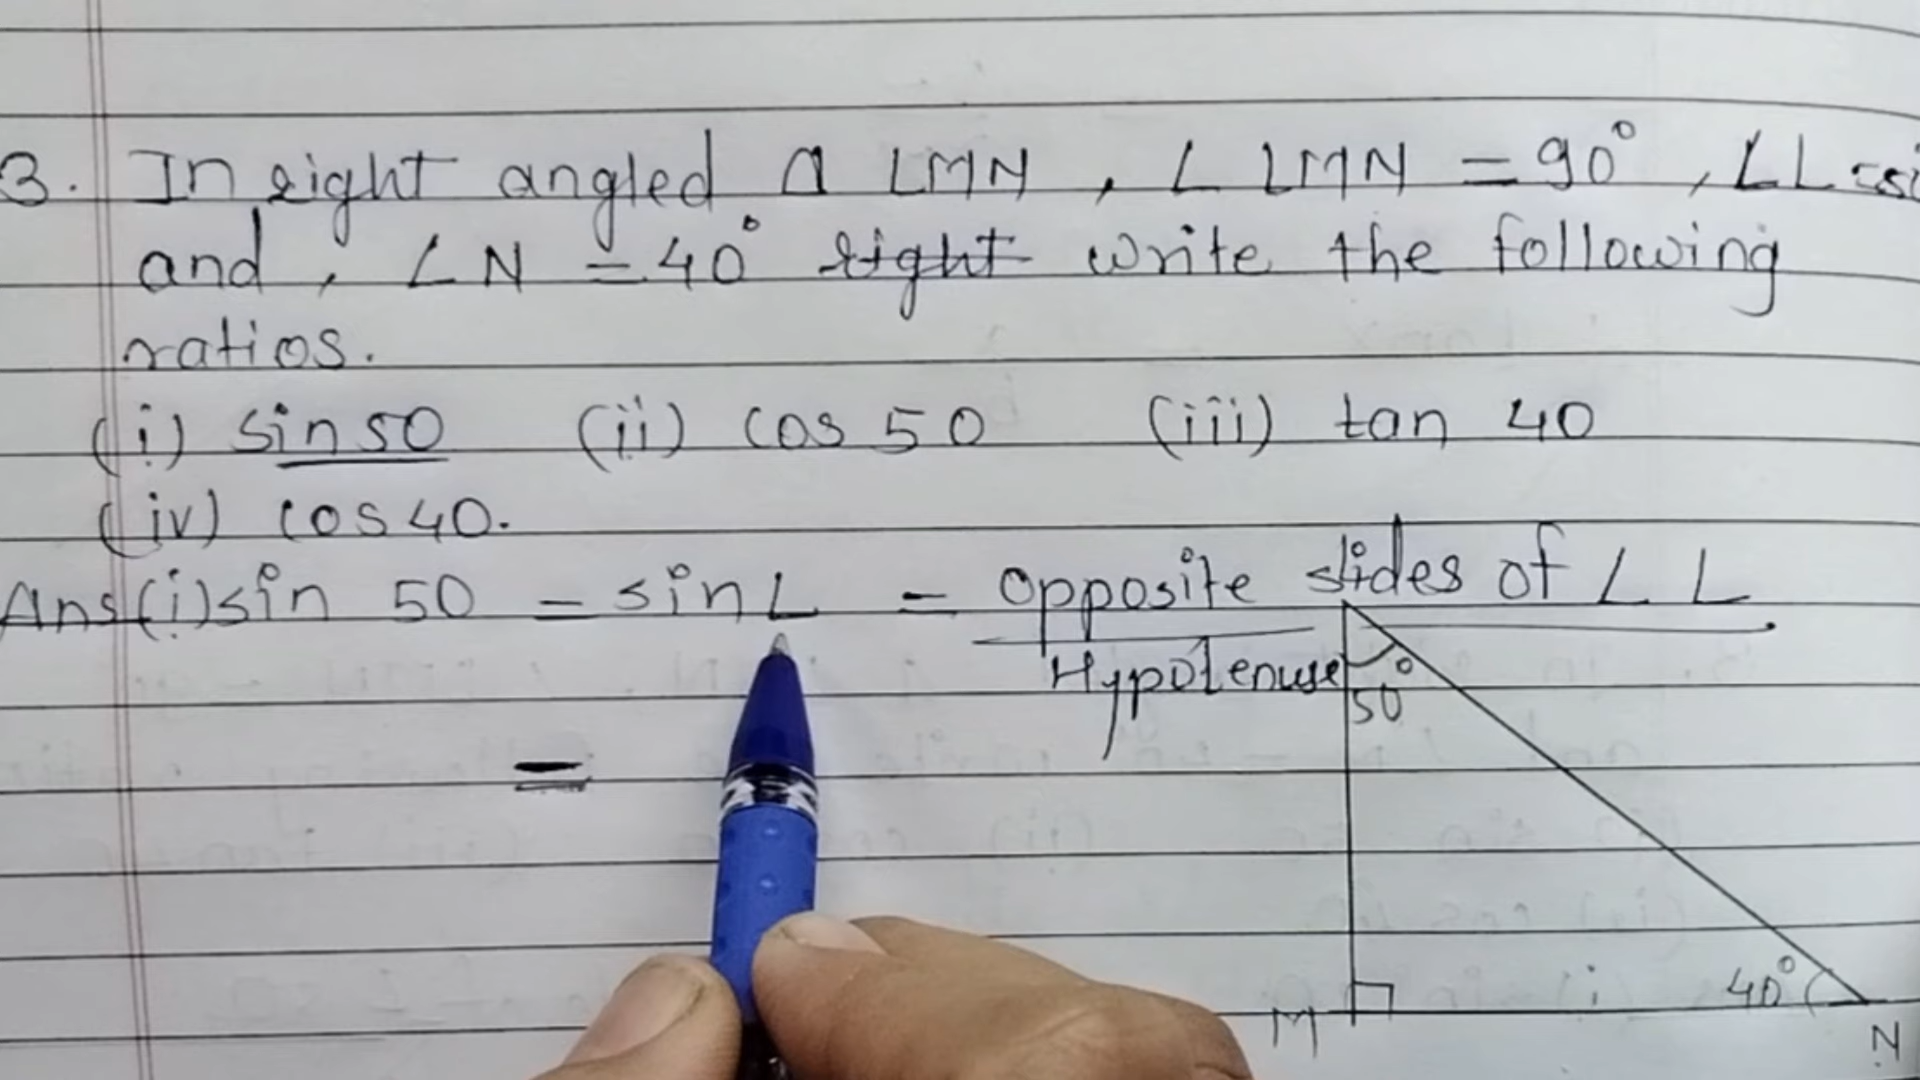 3. In right angled Δ LMN, ∠LMN = 90°, ∠L =
and, ∠N = 40° right write the following
ratios.
(i) sin 50 (ii) cos 50 (iii) tan 40
(iv) cos 40.
Ans(i) sin 50 = sin L = Opposite sides of ∠L
Hypotenuse
50°
=
40°
M
N